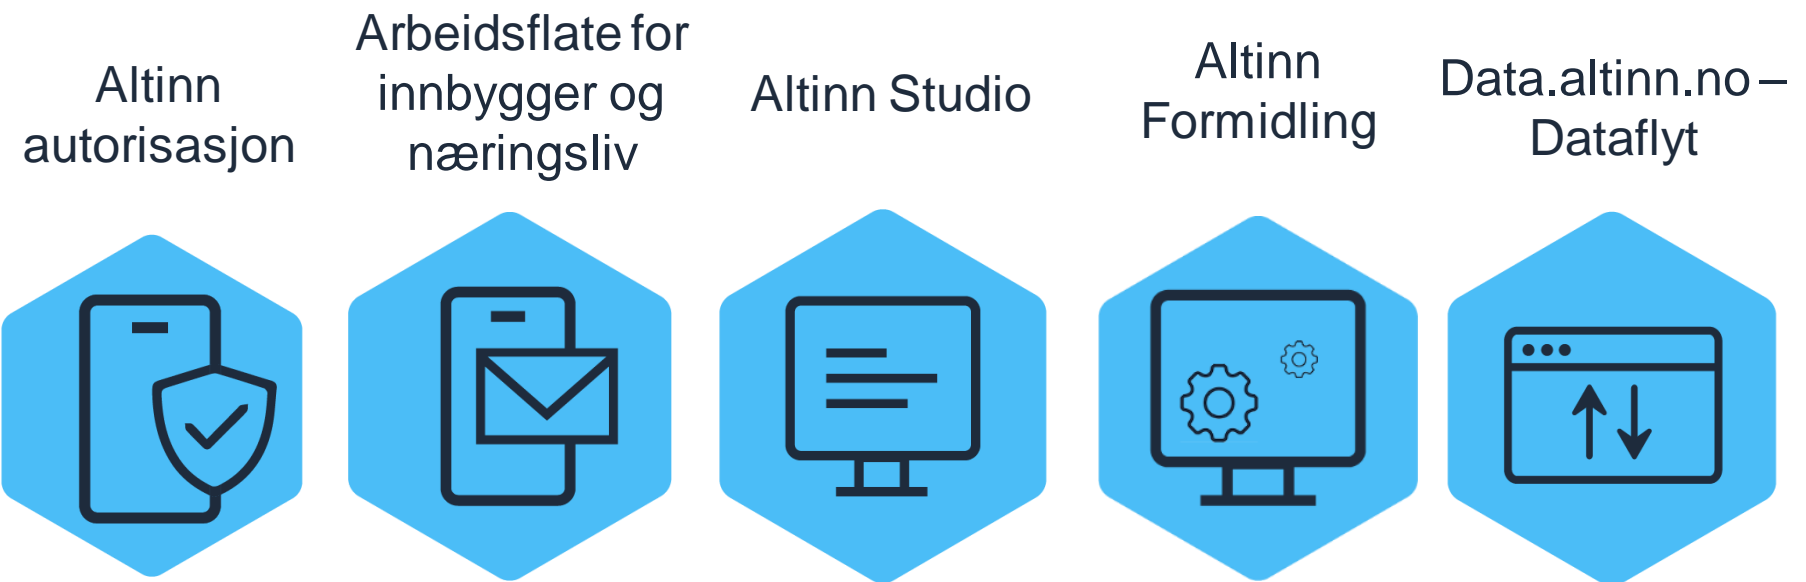 Altinn
autorisasjon
Arbeidsflate for
innbygger og
næringsliv
Altinn Studio
Altinn
Formidling
Data.altinn.no –
Dataflyt